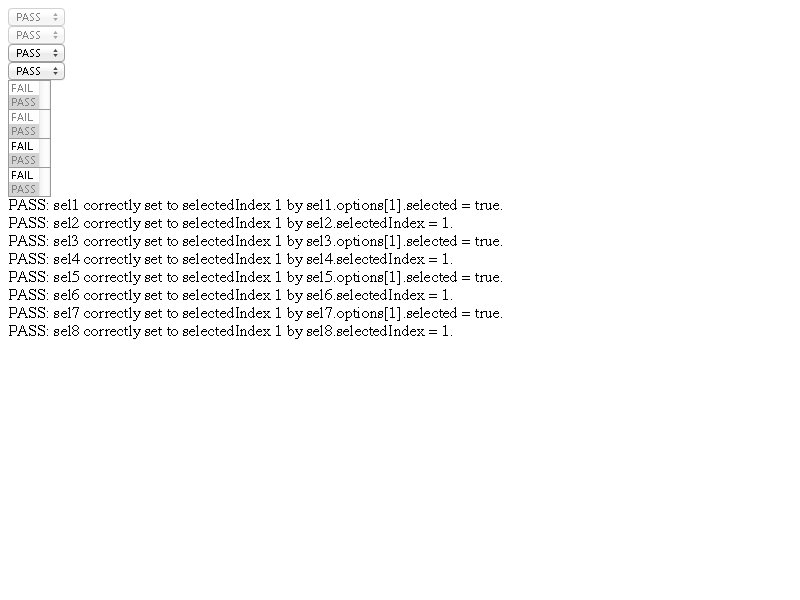 PASS
PASS
PASS
PASS
FAIL
PASS
FAIL
PASS
FAIL
PASS
FAIL
PASS
PASS: sel1 correctly set to selectedIndex 1 by sel1.options[1].selected = true.
PASS: sel2 correctly set to selectedIndex 1 by sel2.selectedIndex = 1.
PASS: sel3 correctly set to selectedIndex 1 by sel3.options[1].selected = true.
PASS: sel4 correctly set to selectedIndex 1 by sel4.selectedIndex = 1.
PASS: sel5 correctly set to selectedIndex 1 by sel5.options[1].selected = true.
PASS: sel6 correctly set to selectedIndex 1 by sel6.selectedIndex = 1.
PASS: sel7 correctly set to selectedIndex 1 by sel7.options[1].selected = true.
PASS: sel8 correctly set to selectedIndex 1 by sel8.selectedIndex = 1.